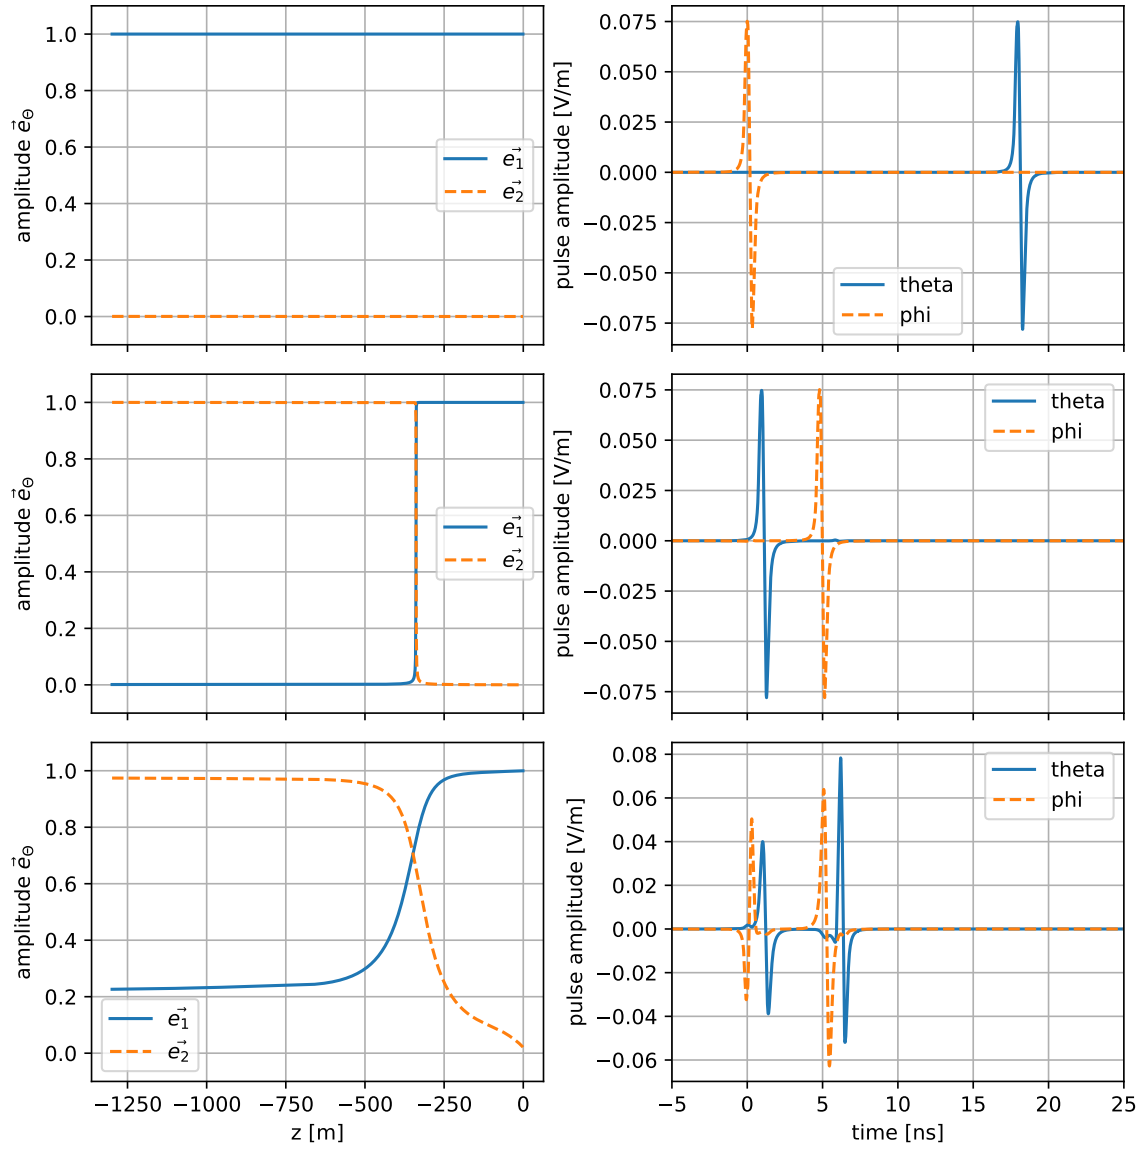 1.0
0.8
0.6
0.4
0.2
0.0
amplitude e⃗Θ
e⃗1
e⃗2
0.075
0.050
0.025
0.000
−0.025
−0.050
−0.075
pulse amplitude [V/m]
theta
phi
1.0
0.8
0.6
0.4
0.2
0.0
amplitude e⃗Θ
e⃗1
e⃗2
0.075
0.050
0.025
0.000
−0.025
−0.050
−0.075
pulse amplitude [V/m]
theta
phi
1.0
0.8
0.6
0.4
0.2
0.0
amplitude e⃗Θ
e⃗1
e⃗2
−1250 −1000 −750 −500 −250 0
z [m]
0.08
0.06
0.04
0.02
0.00
−0.02
−0.04
−0.06
pulse amplitude [V/m]
theta
phi
−5 0 5 10 15 20 25
time [ns]